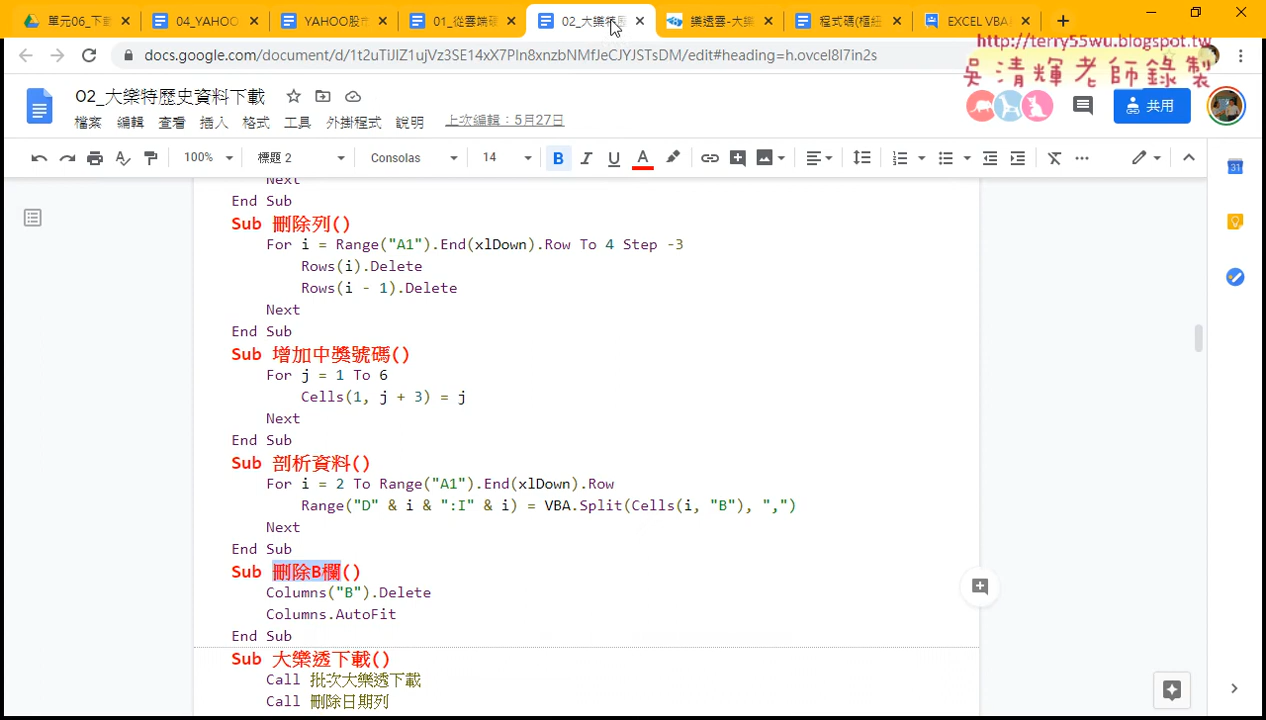 單元06_下載
04_YAHOO
YAHOO股市
01_從雲端硬
02_大樂特歷
樂透雲-大樂
程式碼(樞紐
EXCEL VBA
http://terry55wu.blogspot.tw
docs.google.com/document/d/1t2uTiJIZ1ujVz3SE14xX7PIn8xnzbNMfJeCJYJSTsDM/edit#heading=h.ovcel8I7in2s
吳清輝老師錄製
02_大樂特歷史資料下載
共用
檔案 編輯 查看 插入 格式 工具 外掛程式 說明 上次編輯：5月27日
100% 標題 2 Consolas 14 B I U A
31
Next
End Sub
Sub 刪除列()
For i = Range("A1").End(xlDown).Row To 4 Step -3
Rows(i).Delete
Rows(i - 1).Delete
Next
End Sub
Sub 增加中獎號碼()
For j = 1 To 6
Cells(1, j + 3) = j
Next
End Sub
Sub 剖析資料()
For i = 2 To Range("A1").End(xlDown).Row
Range("D" & i & ":I" & i) = VBA.Split(Cells(i, "B"), ",")
Next
End Sub
Sub 刪除B欄()
Columns("B").Delete
Columns.AutoFit
End Sub
Sub 大樂透下載()
Call 批次大樂透下載
Call 刪除日期列